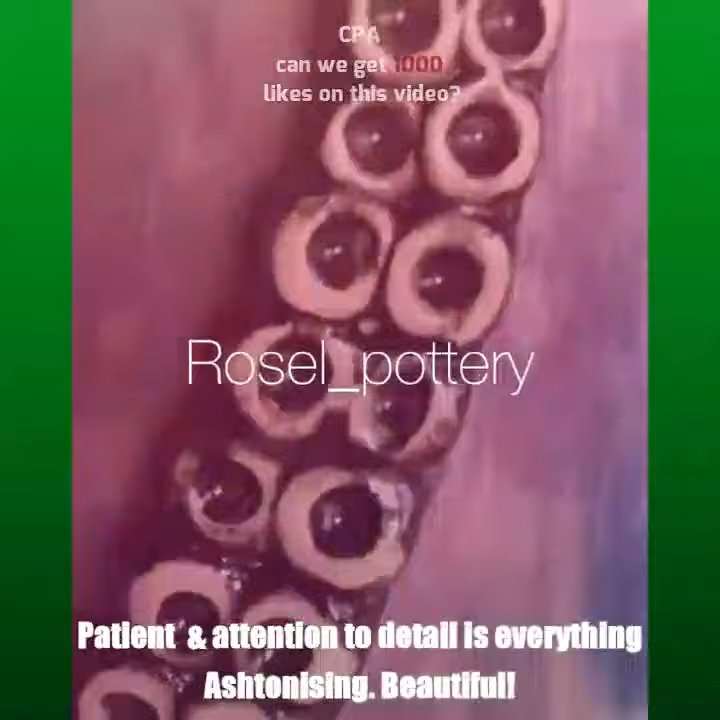 CPA
can we get 1000
likes on this video?
Rosel_pottery
Patient & attention to detail is everything
Ashtonising. Beautiful!